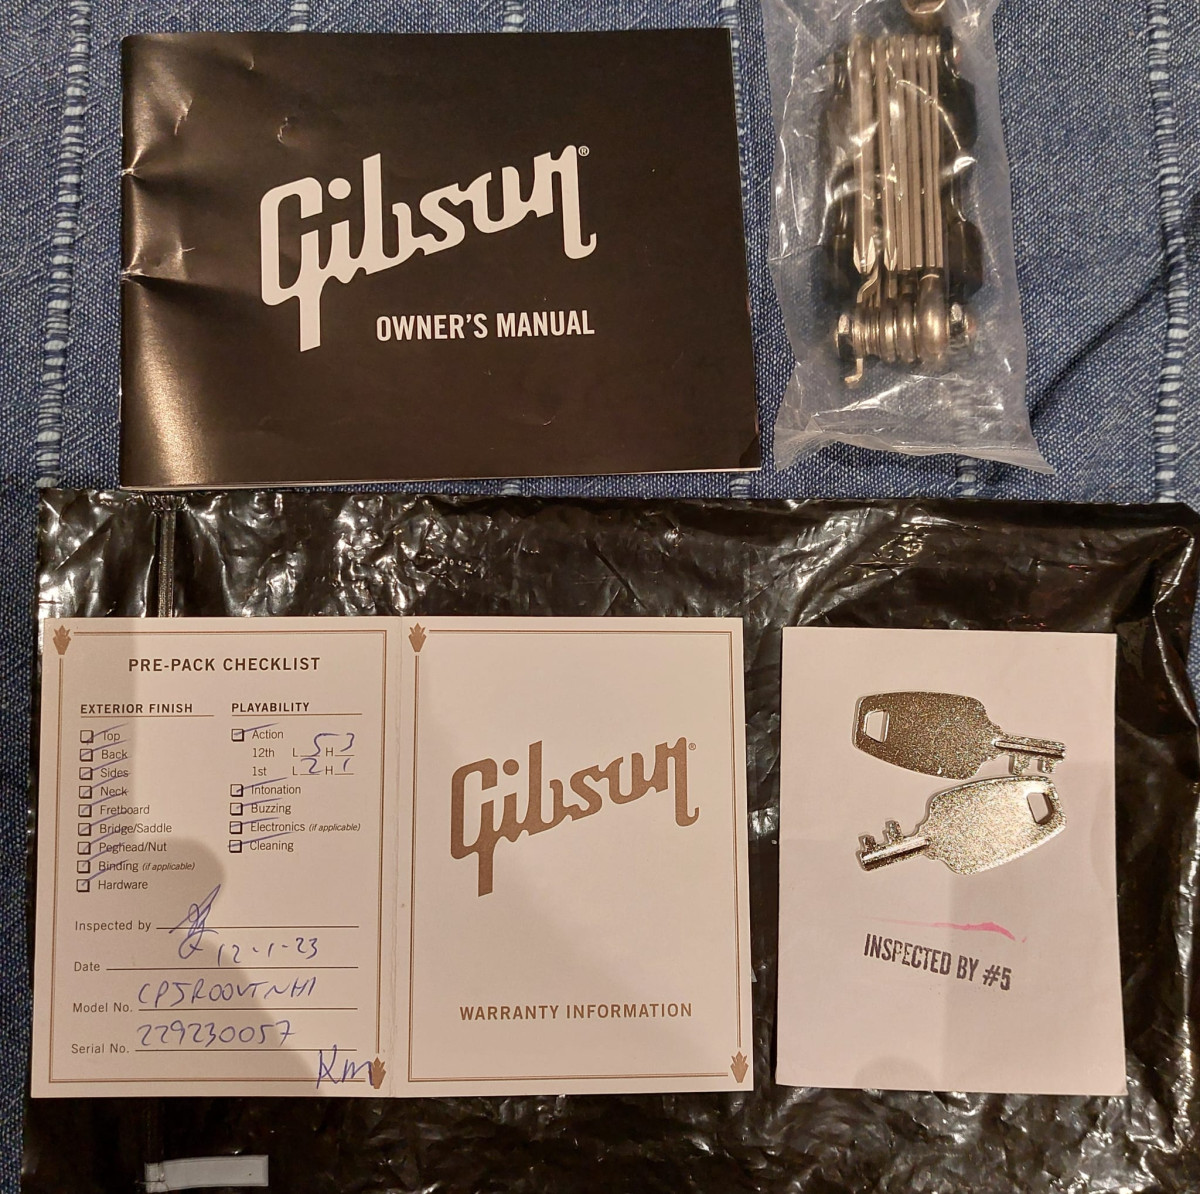 Gibson®
OWNER'S MANUAL
PRE-PACK CHECKLIST
EXTERIOR FINISH
Top
Back
Sides
Neck
Fretboard
Bridge/Saddle
Peghead/Nut
Binding (if applicable)
Hardware
PLAYABILITY
Action
12th L 5 H 3
1st L 2 H 1
Intonation
Buzzing
Electronics (if applicable)
Cleaning
Inspected by
Date 12-1-23
Model No. CPJR00VTNH1
Serial No. 229230057
Km
Gibson®
WARRANTY INFORMATION
INSPECTED BY #5